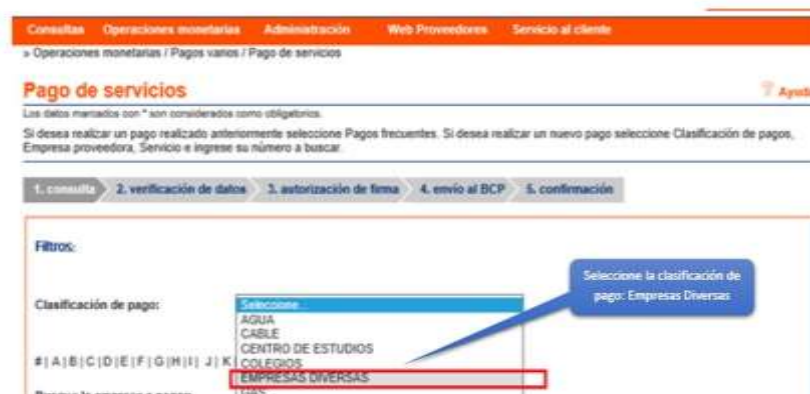 Consultas Operaciones monetarias Administración Web Proveedores Servicio al cliente
» Operaciones monetarias / Pagos varios / Pago de servicios
Pago de servicios
? Ayuda
Los datos marcados con * son considerados como obligatorios.
Si desea realizar un pago realizado anteriormente seleccione Pagos frecuentes. Si desea realizar un nuevo pago seleccione Clasificación de pagos,
Empresa proveedora, Servicio e ingrese su número a buscar.
1. consulta 2. verificación de datos 3. autorización de firma 4. envío al BCP 5. confirmación
Filtros:
Seleccione la clasificación de
pago: Empresas Diversas
Clasificación de pago: Seleccione...
AGUA
CABLE
CENTRO DE ESTUDIOS
#| A| B| C| D| E| F| G| H| I| J| K COLEGIOS
EMPRESAS DIVERSAS
GAS